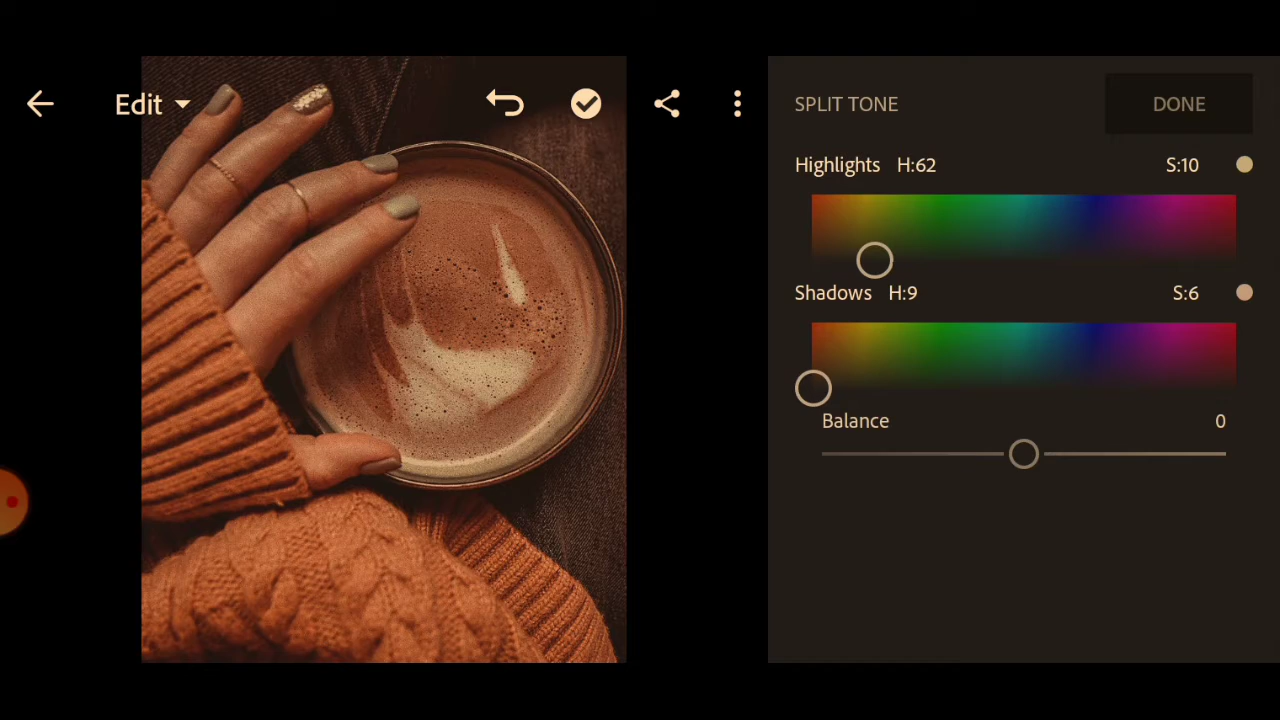 Edit
SPLIT TONE
DONE
Highlights H:62 S:10
Shadows H:9 S:6
Balance 0